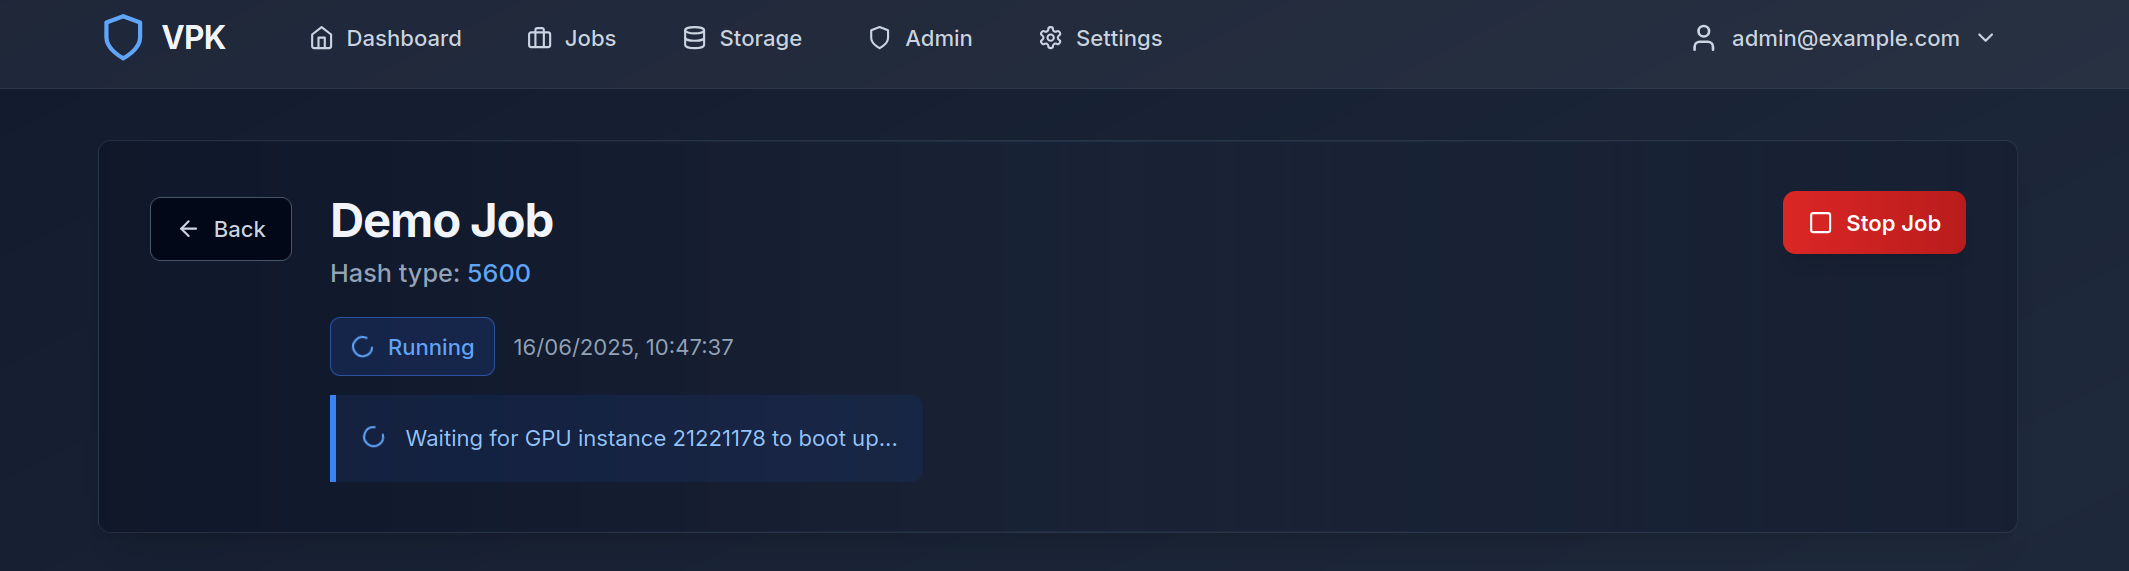 VPK Dashboard Jobs Storage Admin Settings admin@example.com
Back
Demo Job
Stop Job
Hash type: 5600
Running 16/06/2025, 10:47:37
Waiting for GPU instance 21221178 to boot up...